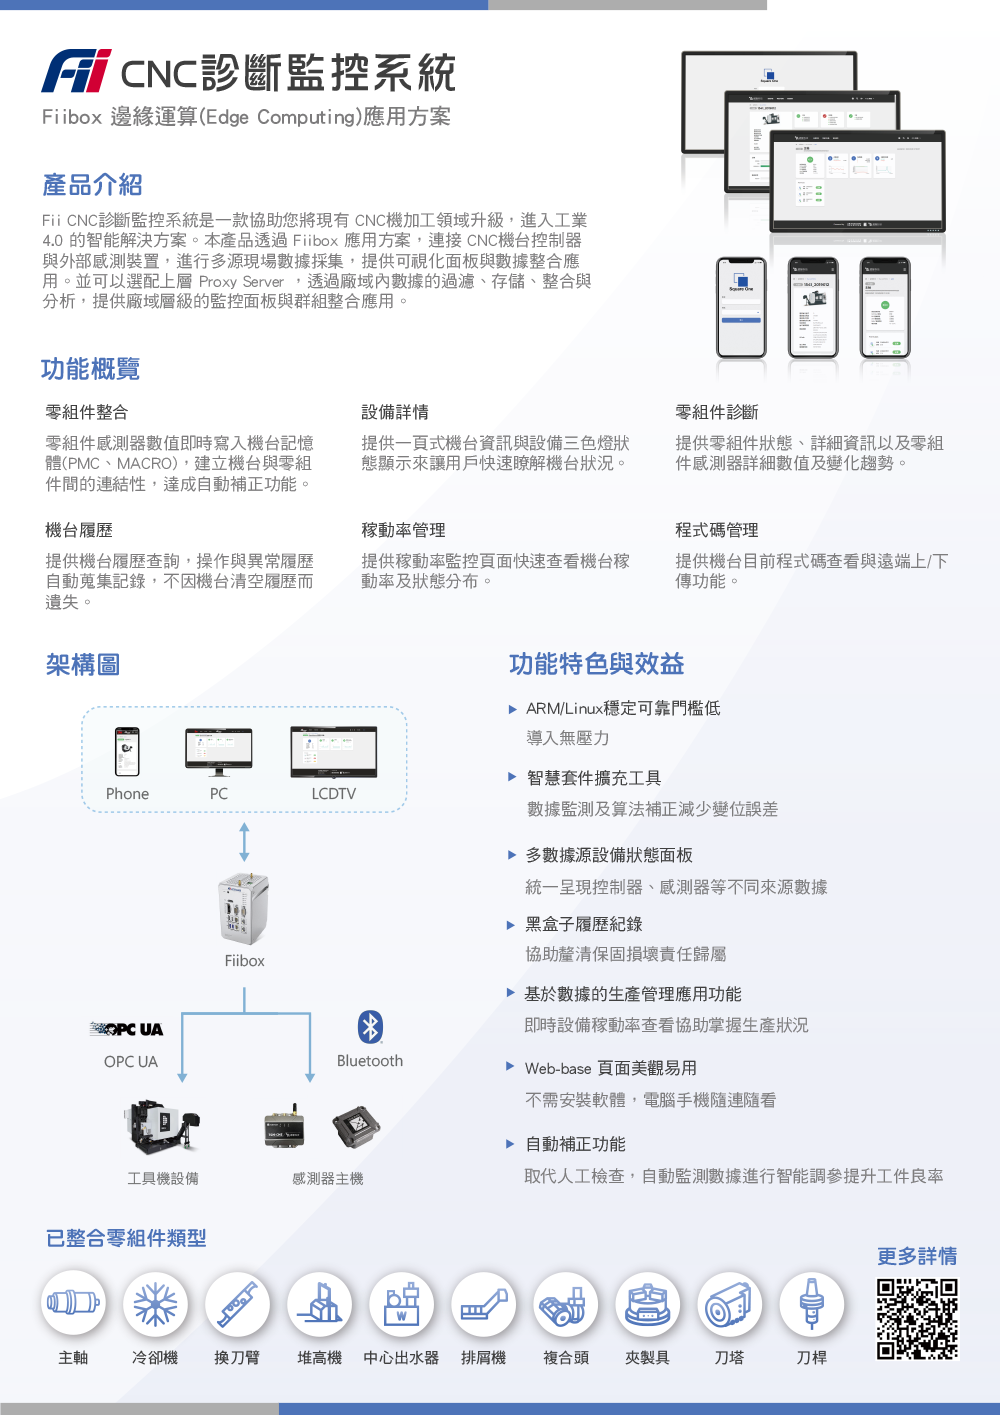 Fii CNC診斷監控系統
Fiibox 邊緣運算(Edge Computing)應用方案
產品介紹
Fii CNC診斷監控系統是一款協助您將現有 CNC機加工領域升級，進入工業
4.0 的智能解決方案。本產品透過 Fiibox 應用方案，連接 CNC機台控制器
與外部感測裝置，進行多源現場數據採集，提供可視化面板與數據整合應
用。並可以選配上層 Proxy Server ，透過廠域內數據的過濾、存儲、整合與
分析，提供廠域層級的監控面板與群組整合應用。
Square One
Square One
功能概覽
零組件整合
零組件感測器數值即時寫入機台記憶
體(PMC、MACRO)，建立機台與零組
件間的連結性，達成自動補正功能。
設備詳情
提供一頁式機台資訊與設備三色燈狀
態顯示來讓用戶快速瞭解機台狀況。
零組件診斷
提供零組件狀態、詳細資訊以及零組
件感測器詳細數值及變化趨勢。
機台履歷
提供機台履歷查詢，操作與異常履歷
自動蒐集記錄，不因機台清空履歷而
遺失。
稼動率管理
提供稼動率監控頁面快速查看機台稼
動率及狀態分布。
程式碼管理
提供機台目前程式碼查看與遠端上/下
傳功能。
架構圖
Phone
PC
LCDTV
Fiibox
OPC UA
OPC UA
Bluetooth
工具機設備
感測器主機
功能特色與效益
ARM/Linux穩定可靠門檻低
導入無壓力
智慧套件擴充工具
數據監測及算法補正減少變位誤差
多數據源設備狀態面板
統一呈現控制器、感測器等不同來源數據
黑盒子履歷紀錄
協助釐清保固損壞責任歸屬
基於數據的生產管理應用功能
即時設備稼動率查看協助掌握生產狀況
Web-base 頁面美觀易用
不需安裝軟體，電腦手機隨連隨看
自動補正功能
取代人工檢查，自動監測數據進行智能調參提升工件良率
已整合零組件類型
更多詳情
W
主軸
冷卻機
換刀臂
堆高機
中心出水器
排屑機
複合頭
夾製具
刀塔
刀桿